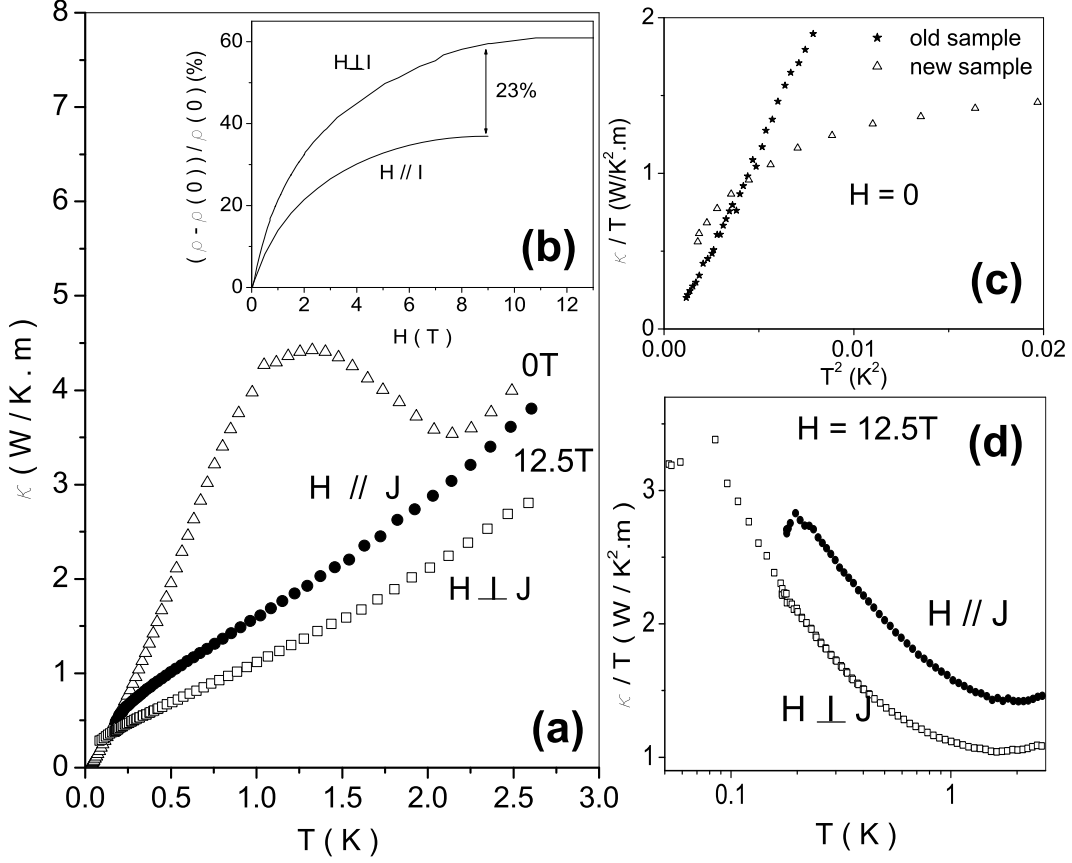 8
7
6
5
4
3
2
1
0
κ ( W / K . m )
0.0 0.5 1.0 1.5 2.0 2.5 3.0
T ( K )
0T
12.5T
H // J
H⊥J
(a)
60
40
20
0
( ρ - ρ ( 0 ) ) / ρ ( 0 ) (%)
0 2 4 6 8 10 12
H ( T )
H⊥I
23%
H // I
(b)
2
1
0
κ / T (W/K².m)
0.00 0.01 0.02
T² (K²)
old sample
new sample
H = 0
(c)
3
2
1
κ / T ( W / K².m )
0.1 1
T ( K )
H = 12.5T
(d)
H // J
H ⊥ J